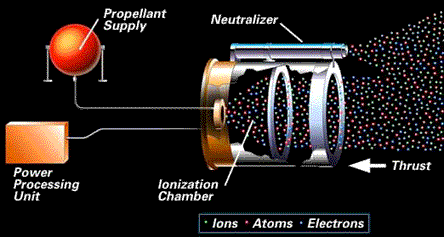 Propellant
Supply
Neutralizer
Power
Processing
Unit
Ionization
Chamber
Thrust
• Ions • Atoms • Electrons